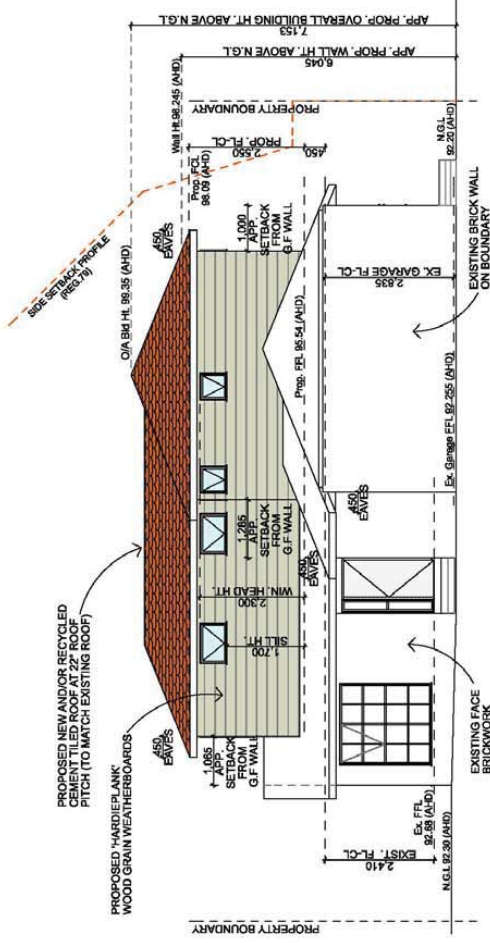 PROPOSED NEW AND/OR RECYCLED
CEMENT TILED ROOF AT 22° ROOF
PITCH (TO MATCH EXISTING ROOF)
PROPOSED 'HARDIEPLANK'
WOOD GRAIN WEATHERBOARDS
SIDE SETBACK PROFILE
(REG.79)
O/A Bld Ht. 99.35 (AHD)
Wall Ht.98.245 (AHD)
APP. PROP. OVERALL BUILDING HT. ABOVE N.G.L
7,153
APP. PROP. WALL HT. ABOVE N.G.L
6,045
450
EAVES
450
EAVES
Prop. FCL
98.09 (AHD)
PROP. FL-CL
2,550
450
PROPERTY BOUNDARY
1,065
APP.
SETBACK
FROM
G.F WALL
SILL HT.
1,700
WIN. HEAD HT.
2,300
1,285
APP.
SETBACK
FROM
G.F WALL
1,000
APP.
SETBACK
FROM
G.F WALL
450
EAVES
Prop. FFL 95.54 (AHD)
450
EAVES
EX. GARAGE FL-CL
2,835
Ex. Garage FFL 92.255 (AHD)
N.G.L
92.20 (AHD)
PROPERTY BOUNDARY
EXIST. FL-CL
2,410
Ex. FFL
92.68 (AHD)
N.G.L 92.30 (AHD)
EXISTING FACE
BRICKWORK
EXISTING BRICK WALL
ON BOUNDARY